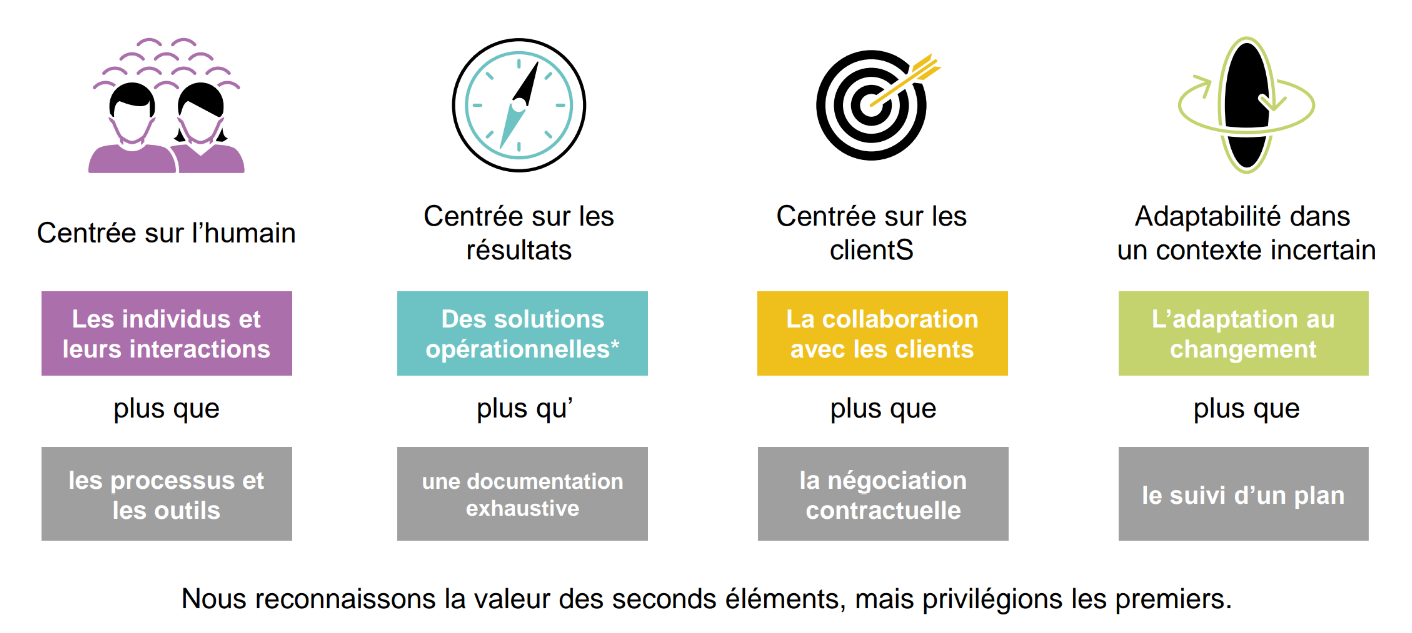 Centrée sur l’humain
Centrée sur les
résultats
Centrée sur les
clientS
Adaptabilité dans
un contexte incertain
Les individus et
leurs interactions
Des solutions
opérationnelles*
La collaboration
avec les clients
L’adaptation au
changement
plus que
plus qu’
plus que
plus que
les processus et
les outils
une documentation
exhaustive
la négociation
contractuelle
le suivi d’un plan
Nous reconnaissons la valeur des seconds éléments, mais privilégions les premiers.